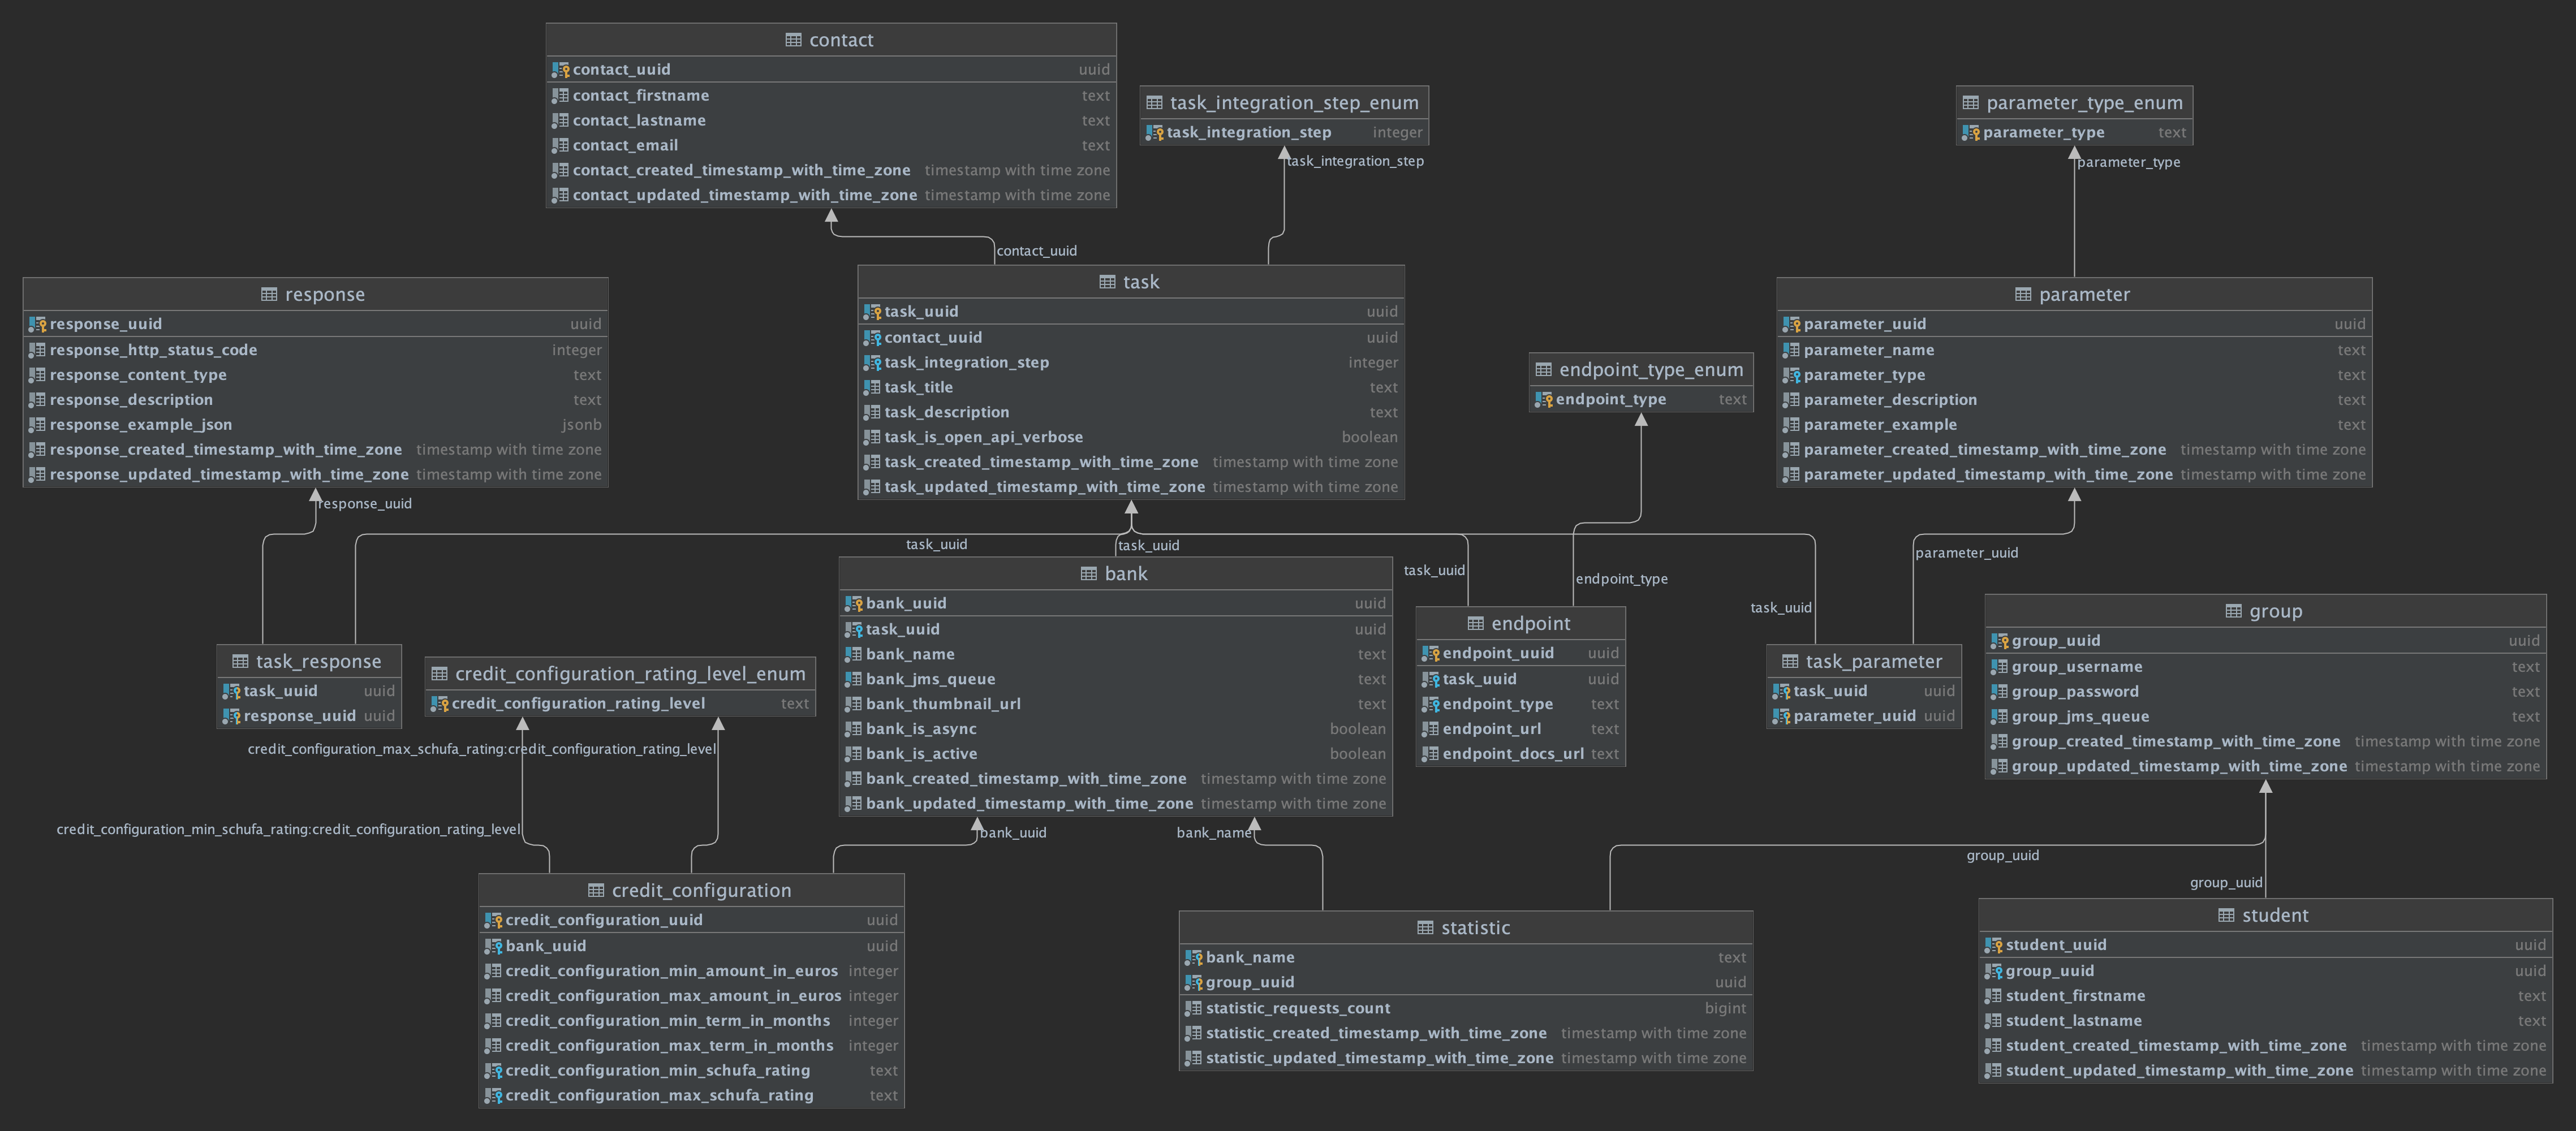 contact
contact_uuid uuid
contact_firstname text
contact_lastname text
contact_email text
contact_created_timestamp_with_time_zone timestamp with time zone
contact_updated_timestamp_with_time_zone timestamp with time zone
task_integration_step_enum
task_integration_step integer
task_integration_step
parameter_type_enum
parameter_type text
parameter_type
contact_uuid
response
response_uuid uuid
response_http_status_code integer
response_content_type text
response_description text
response_example_json jsonb
response_created_timestamp_with_time_zone timestamp with time zone
response_updated_timestamp_with_time_zone timestamp with time zone
response_uuid
task
task_uuid uuid
contact_uuid uuid
task_integration_step integer
task_title text
task_description text
task_is_open_api_verbose boolean
task_created_timestamp_with_time_zone timestamp with time zone
task_updated_timestamp_with_time_zone timestamp with time zone
endpoint_type_enum
endpoint_type text
parameter
parameter_uuid uuid
parameter_name text
parameter_type text
parameter_description text
parameter_example text
parameter_created_timestamp_with_time_zone timestamp with time zone
parameter_updated_timestamp_with_time_zone timestamp with time zone
task_uuid
task_uuid
task_uuid
endpoint_type
task_uuid
parameter_uuid
task_response
task_uuid uuid
response_uuid uuid
credit_configuration_rating_level_enum
credit_configuration_rating_level text
credit_configuration_max_schufa_rating:credit_configuration_rating_level
credit_configuration_min_schufa_rating:credit_configuration_rating_level
bank
bank_uuid uuid
task_uuid uuid
bank_name text
bank_jms_queue text
bank_thumbnail_url text
bank_is_async boolean
bank_is_active boolean
bank_created_timestamp_with_time_zone timestamp with time zone
bank_updated_timestamp_with_time_zone timestamp with time zone
bank_uuid
bank_name
endpoint
endpoint_uuid uuid
task_uuid uuid
endpoint_type text
endpoint_url text
endpoint_docs_url text
task_parameter
task_uuid uuid
parameter_uuid uuid
group
group_uuid uuid
group_username text
group_password text
group_jms_queue text
group_created_timestamp_with_time_zone timestamp with time zone
group_updated_timestamp_with_time_zone timestamp with time zone
group_uuid
group_uuid
credit_configuration
credit_configuration_uuid uuid
bank_uuid uuid
credit_configuration_min_amount_in_euros integer
credit_configuration_max_amount_in_euros integer
credit_configuration_min_term_in_months integer
credit_configuration_max_term_in_months integer
credit_configuration_min_schufa_rating text
credit_configuration_max_schufa_rating text
statistic
bank_name text
group_uuid uuid
statistic_requests_count bigint
statistic_created_timestamp_with_time_zone timestamp with time zone
statistic_updated_timestamp_with_time_zone timestamp with time zone
student
student_uuid uuid
group_uuid uuid
student_firstname text
student_lastname text
student_created_timestamp_with_time_zone timestamp with time zone
student_updated_timestamp_with_time_zone timestamp with time zone